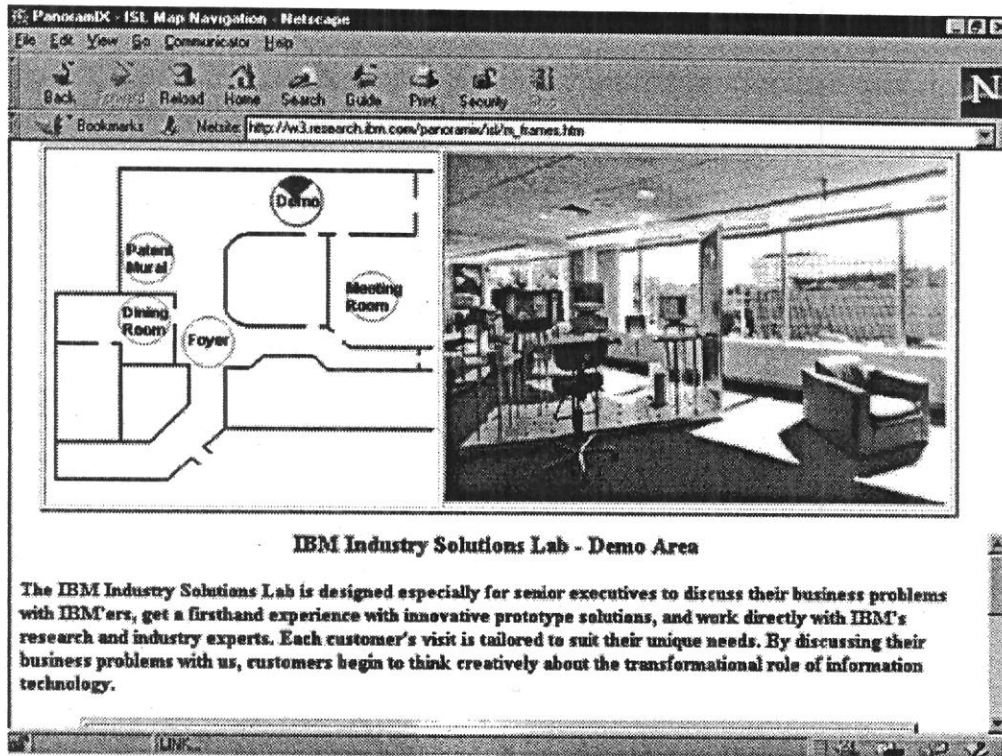 PanoramIX - ISL Map Navigation - Netscape
File Edit View Go Communicator Help
Back Forward Reload Home Search Guide Print Security Stop
N
Bookmarks Netsite: http://w3.research.ibm.com/panoramix/isl/m_frames.htm
Demo
Patent
Mural
Meeting
Room
Dining
Room
Foyer
IBM Industry Solutions Lab - Demo Area
The IBM Industry Solutions Lab is designed especially for senior executives to discuss their business problems
with IBM'ers, get a firsthand experience with innovative prototype solutions, and work directly with IBM's
research and industry experts. Each customer's visit is tailored to suit their unique needs. By discussing their
business problems with us, customers begin to think creatively about the transformational role of information
technology.
LINK...